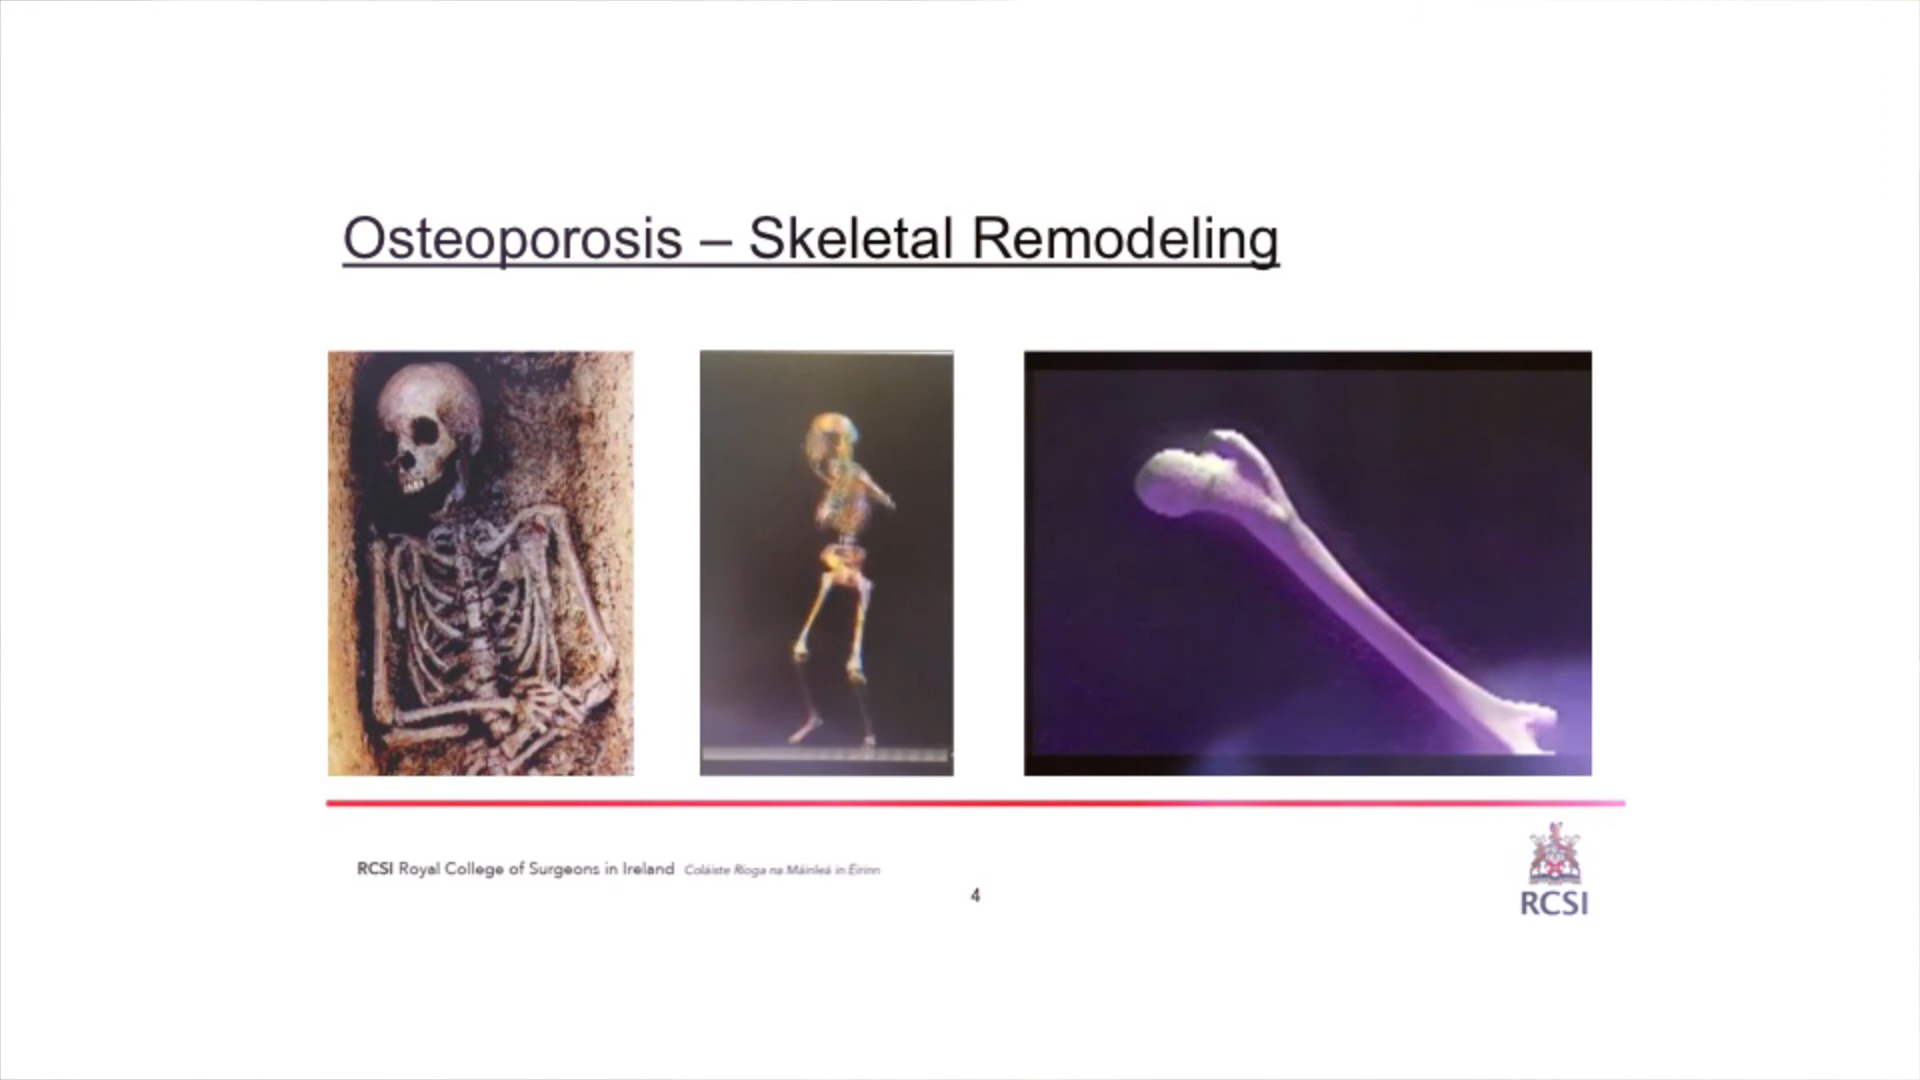 Osteoporosis – Skeletal Remodeling
RCSI Royal College of Surgeons in Ireland Coláiste Ríoga na Máinleá in Éirinn
4
RCSI